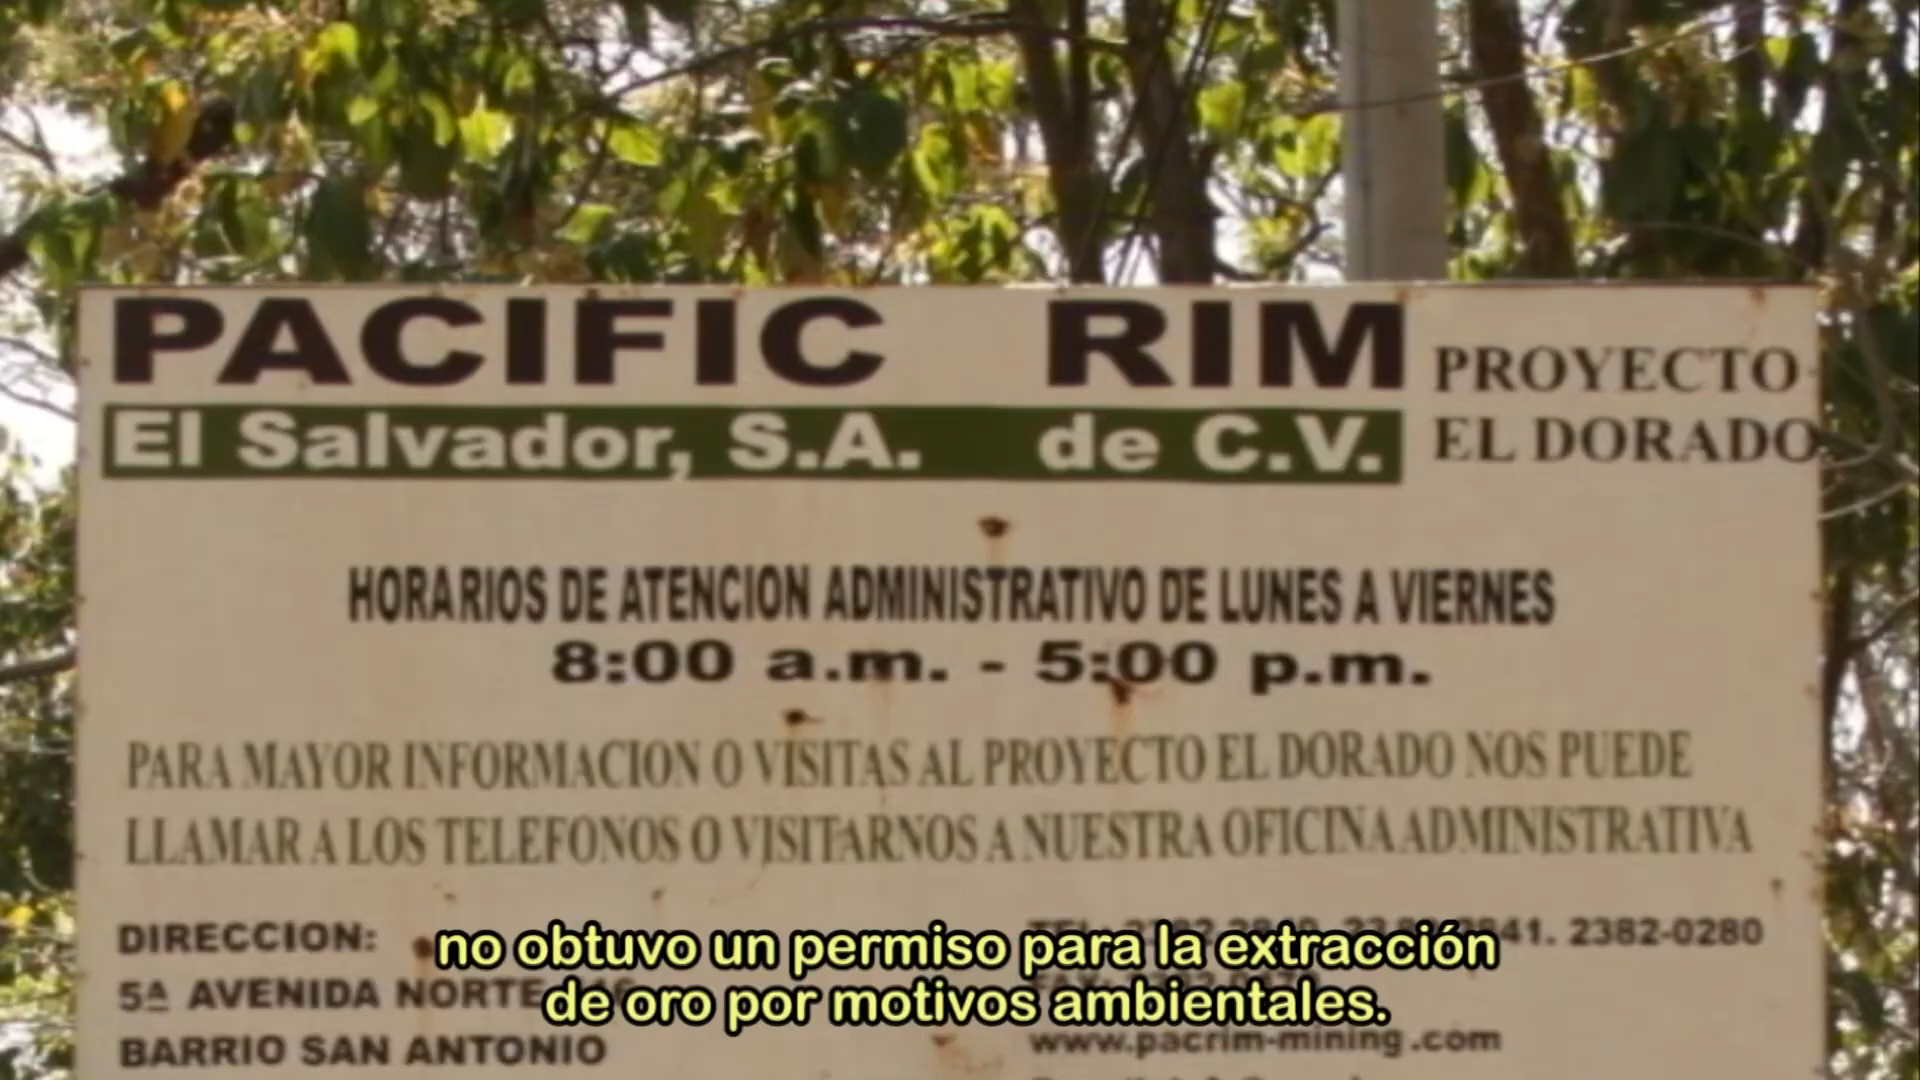 PACIFIC RIM
El Salvador, S.A. de C.V.
PROYECTO
EL DORADO
HORARIOS DE ATENCION ADMINISTRATIVO DE LUNES A VIERNES
8:00 a.m. - 5:00 p.m.
PARA MAYOR INFORMACION O VISITAS AL PROYECTO EL DORADO NOS PUEDE
LLAMAR A LOS TELEFONOS O VISITARNOS A NUESTRA OFICINA ADMINISTRATIVA
DIRECCION:
5ª AVENIDA NORTE
BARRIO SAN ANTONIO
2382-0280
www.pacrim-mining.com
no obtuvo un permiso para la extracción
de oro por motivos ambientales.